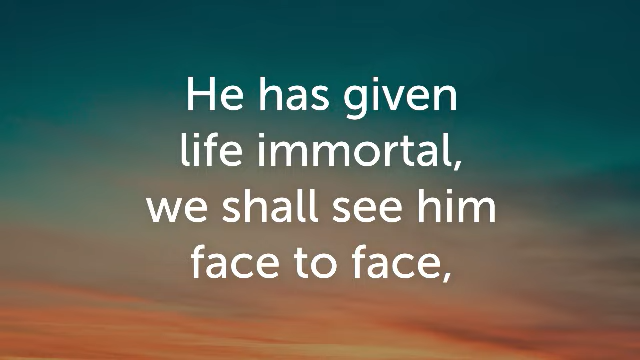 He has given
life immortal,
we shall see him
face to face,